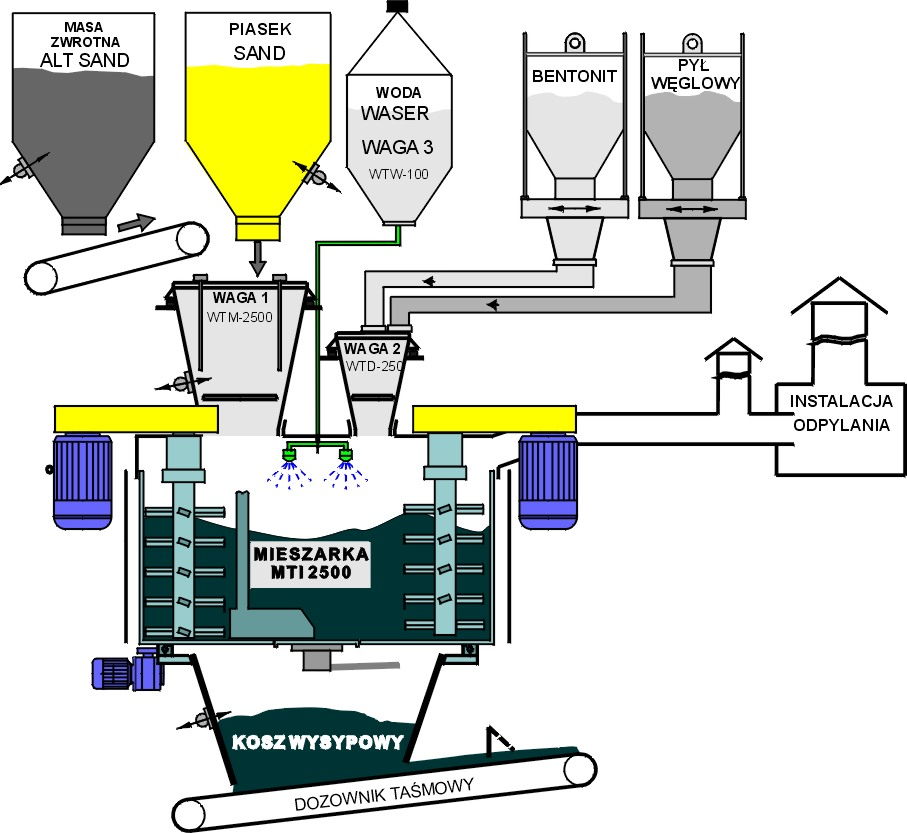 MASA
ZWROTNA
ALT SAND
PIASEK
SAND
WODA
WASER
WAGA 3
WTW-100
BENTONIT
PYŁ
WĘGLOWY
WAGA 1
WTM-2500
WAGA 2
WTD-250
INSTALACJA
ODPYLANIA
MIESZARKA
MTI 2500
KOSZ WYSYPOWY
DOZOWNIK TAŚMOWY